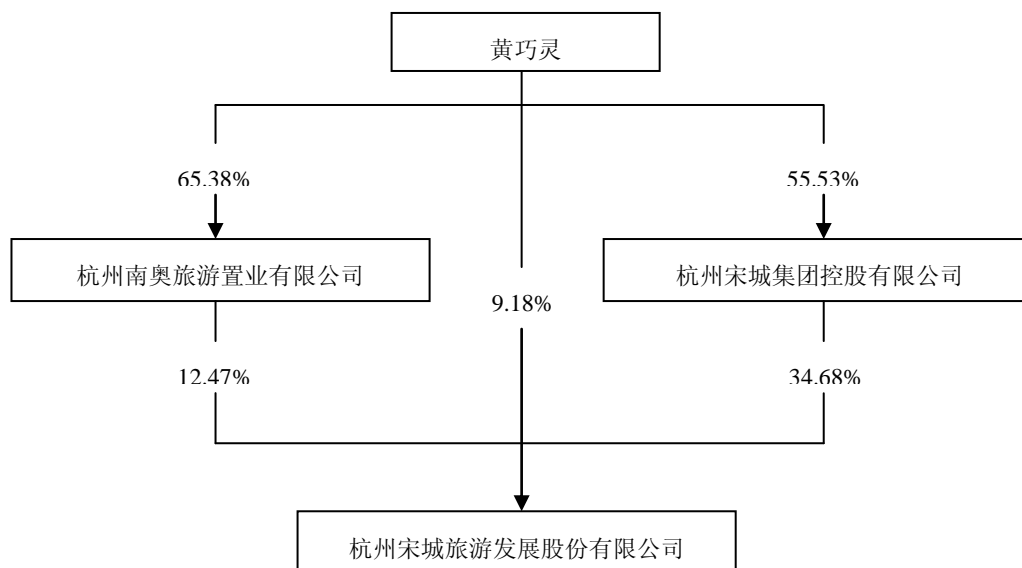 黄巧灵
65.38%
55.53%
杭州南奥旅游置业有限公司
杭州宋城集团控股有限公司
9.18%
12.47%
34.68%
杭州宋城旅游发展股份有限公司